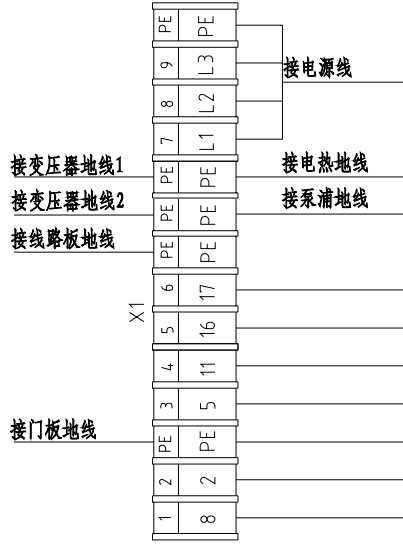 PE PE
9 L3
接电源线
8 L2
7 L1
接变压器地线1 PE PE 接电热地线
接变压器地线2 PE PE 接泵浦地线
接线路板地线 PE PE
6 17
X1
5 16
4 11
3 5
接门板地线 PE PE
2 2
1 8